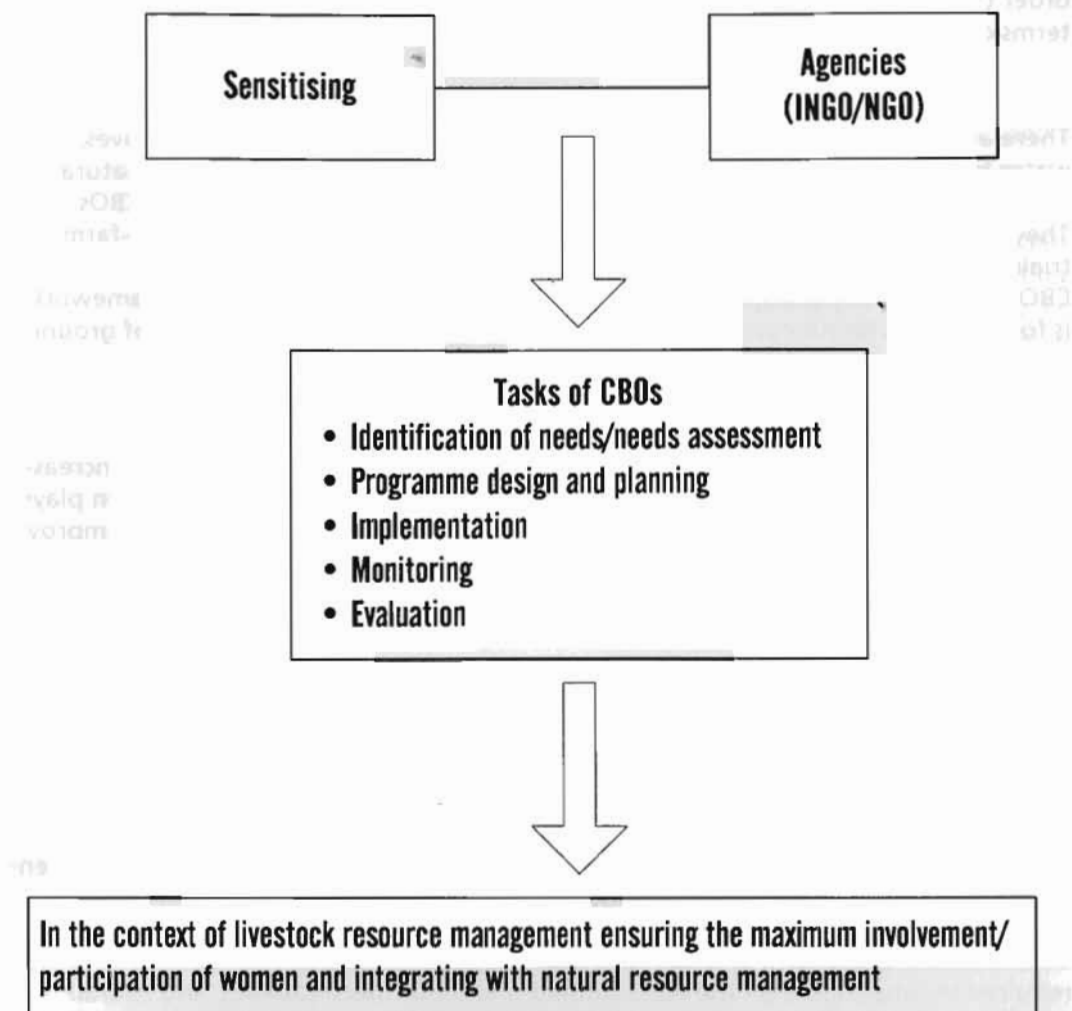 Sensitising
Agencies
(INGO/NGO)
Tasks of CBOs
• Identification of needs/needs assessment
• Programme design and planning
• Implementation
• Monitoring
• Evaluation
In the context of livestock resource management ensuring the maximum involvement/
participation of women and integrating with natural resource management